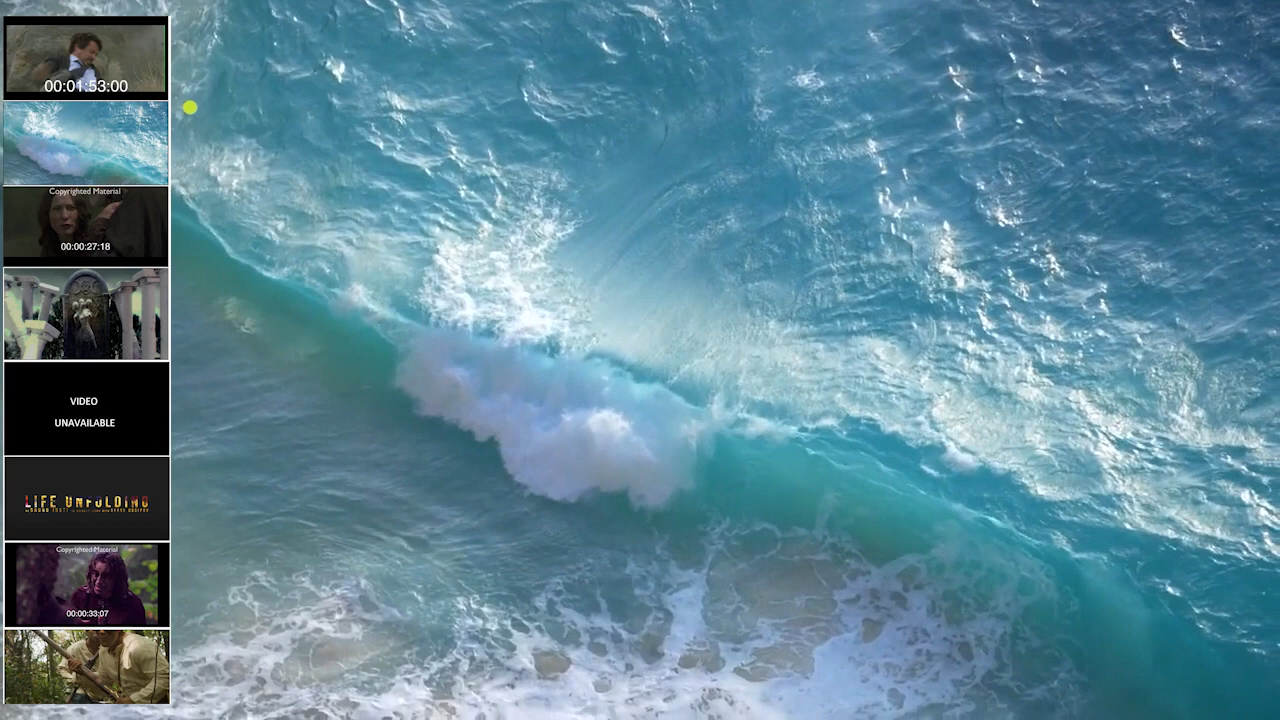 00:01:53:00
Copyrighted Material
00:00:27:18
VIDEO
UNAVAILABLE
LIFE UNFOLDING
Copyrighted Material
00:00:33:07